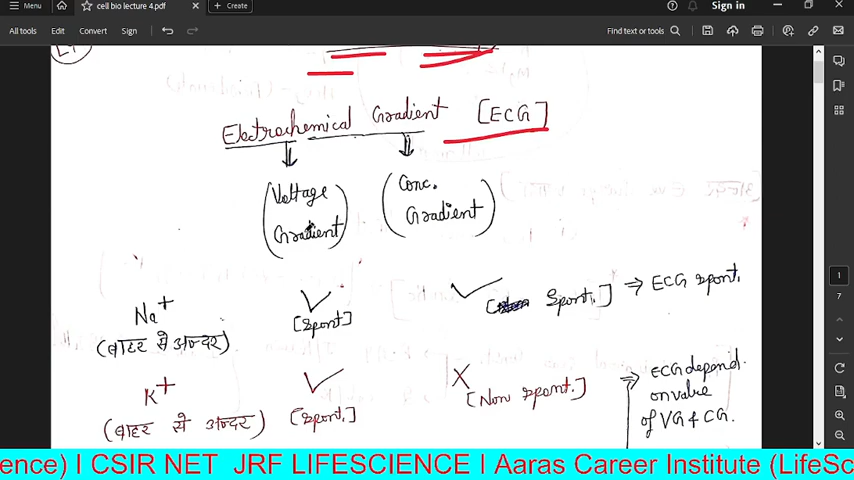 Menu
cell bio lecture 4.pdf
Create
Sign in
All tools
Edit
Convert
Sign
Find text or tools
Electrochemical Gradient [ECG]
Voltage Gradient
Conc. Gradient
Na+
(बाहर से अन्दर)
[Spont]
[Spont.]
⇒ ECG spont.
K+
(बाहर से अन्दर)
[Spont.]
X
[Non spont.]
⇒ ECG depend
on value
of VG & CG.
1
7
ence) I CSIR NET JRF LIFESCIENCE I Aaras Career Institute (LifeSc